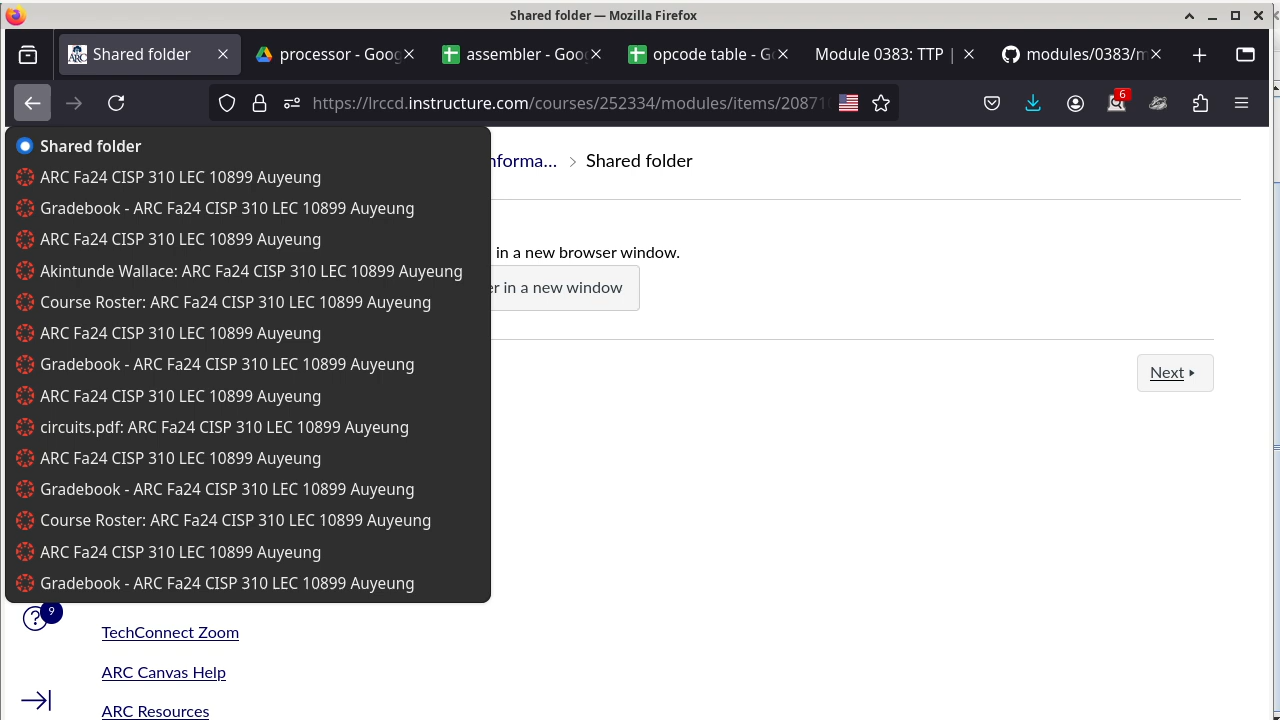 Shared folder — Mozilla Firefox
Shared folder
processor - Goog
assembler - Goo
opcode table - G
Module 0383: TTP |
modules/0383/m
https://lrccd.instructure.com/courses/252334/modules/items/20871
6
Shared folder
ARC Fa24 CISP 310 LEC 10899 Auyeung
Gradebook - ARC Fa24 CISP 310 LEC 10899 Auyeung
ARC Fa24 CISP 310 LEC 10899 Auyeung
Akintunde Wallace: ARC Fa24 CISP 310 LEC 10899 Auyeung
Course Roster: ARC Fa24 CISP 310 LEC 10899 Auyeung
ARC Fa24 CISP 310 LEC 10899 Auyeung
Gradebook - ARC Fa24 CISP 310 LEC 10899 Auyeung
ARC Fa24 CISP 310 LEC 10899 Auyeung
circuits.pdf: ARC Fa24 CISP 310 LEC 10899 Auyeung
ARC Fa24 CISP 310 LEC 10899 Auyeung
Gradebook - ARC Fa24 CISP 310 LEC 10899 Auyeung
Course Roster: ARC Fa24 CISP 310 LEC 10899 Auyeung
ARC Fa24 CISP 310 LEC 10899 Auyeung
Gradebook - ARC Fa24 CISP 310 LEC 10899 Auyeung
nforma... > Shared folder
in a new browser window.
er in a new window
Next
9
TechConnect Zoom
ARC Canvas Help
ARC Resources